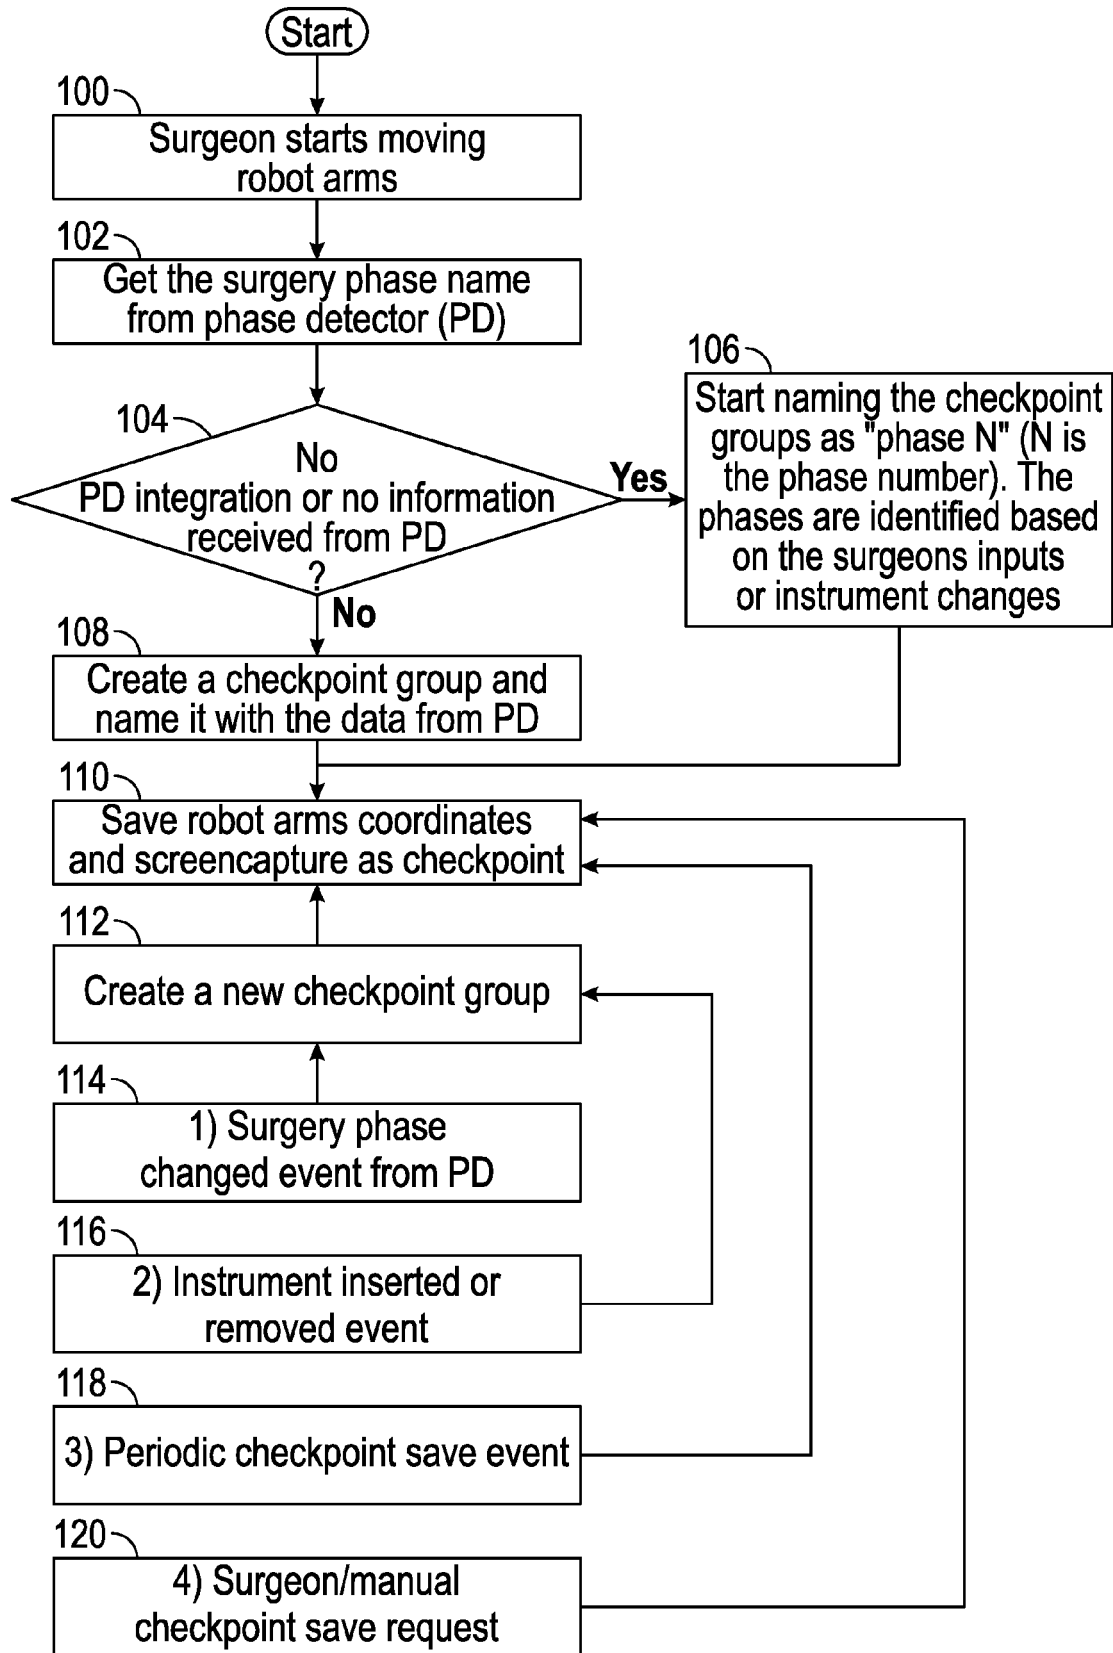 Start
100
Surgeon starts moving
robot arms
102
Get the surgery phase name
from phase detector (PD)
104
No
PD integration or no information
received from PD
?
Yes
No
106
Start naming the checkpoint
groups as "phase N" (N is
the phase number). The
phases are identified based
on the surgeons inputs
or instrument changes
108
Create a checkpoint group and
name it with the data from PD
110
Save robot arms coordinates
and screencapture as checkpoint
112
Create a new checkpoint group
114
1) Surgery phase
changed event from PD
116
2) Instrument inserted or
removed event
118
3) Periodic checkpoint save event
120
4) Surgeon/manual
checkpoint save request